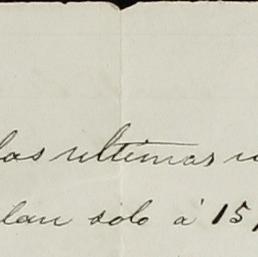 las ultimas
lan solo á 15